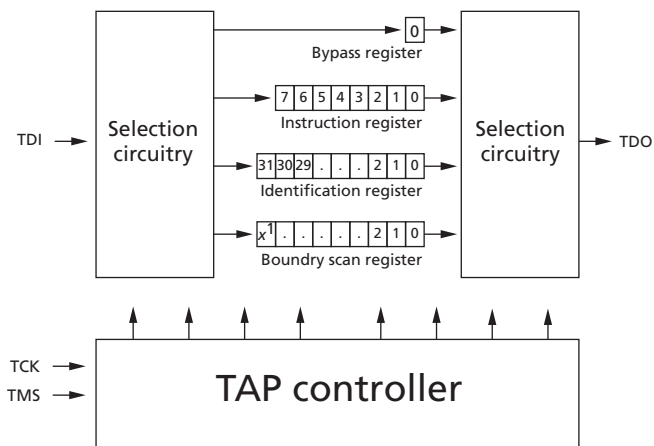 0
Bypass register
7 6 5 4 3 2 1 0
Instruction register
Selection
circuitry
Selection
circuitry
TDI
TDO
31 30 29 . . . 2 1 0
Identification register
x1 . . . . . 2 1 0
Boundry scan register
TCK
TMS
TAP controller